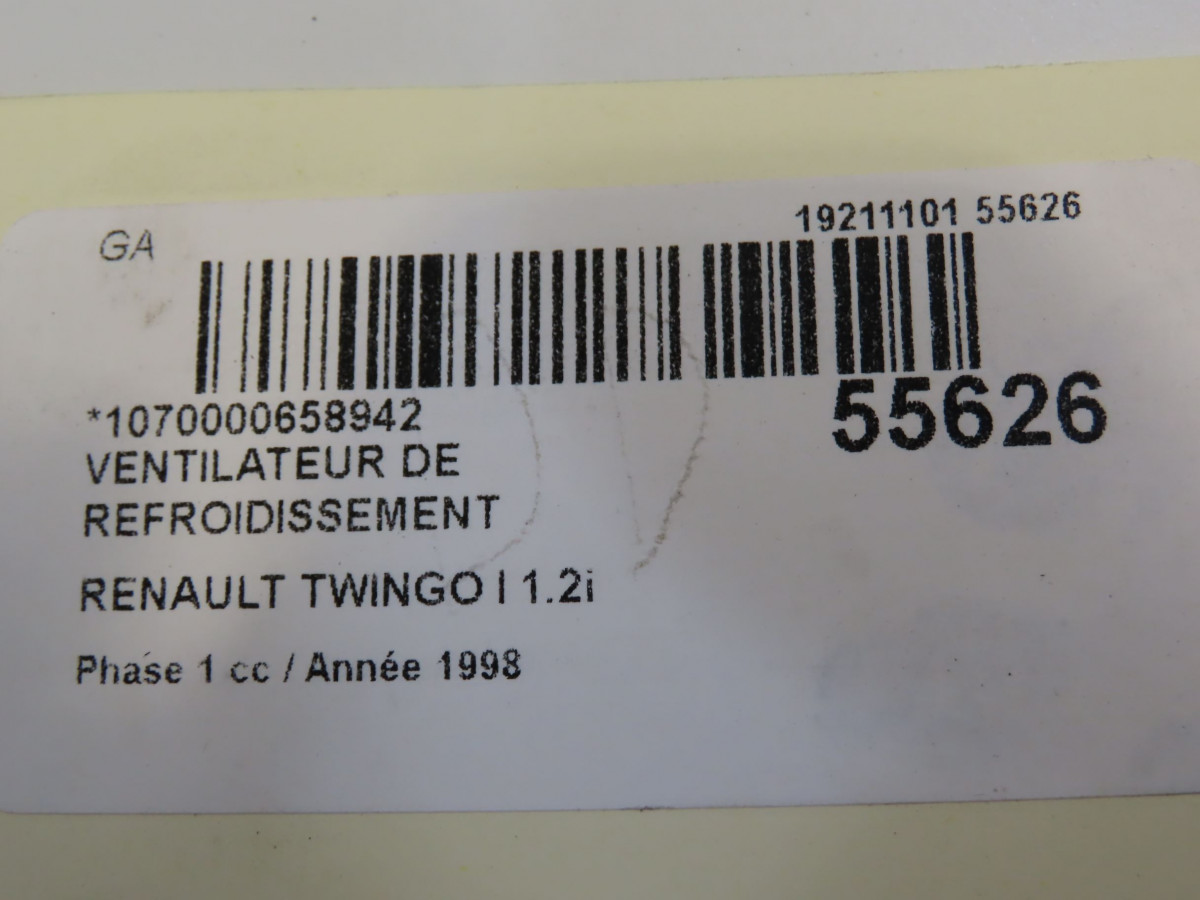 GA
19211101 55626
*1070000658942
55626
VENTILATEUR DE
REFROIDISSEMENT
RENAULT TWINGO I 1.2i
Phase 1 cc / Année 1998